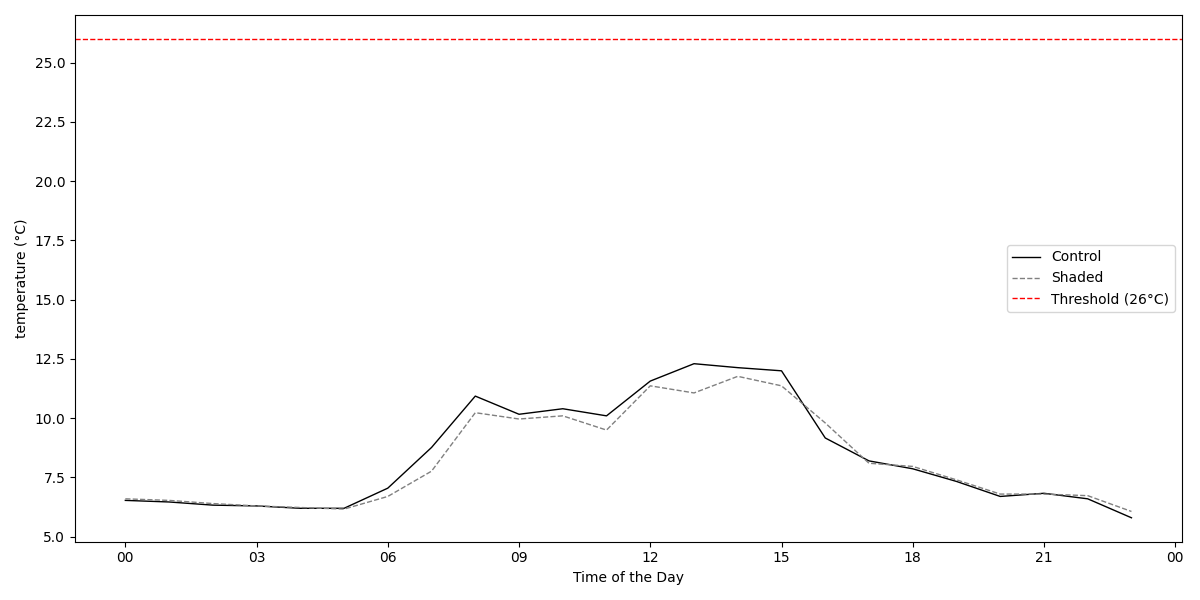 25.0
22.5
20.0
17.5
15.0
12.5
10.0
7.5
5.0
temperature (°C)
Control
Shaded
Threshold (26°C)
00 03 06 09 12 15 18 21 00
Time of the Day